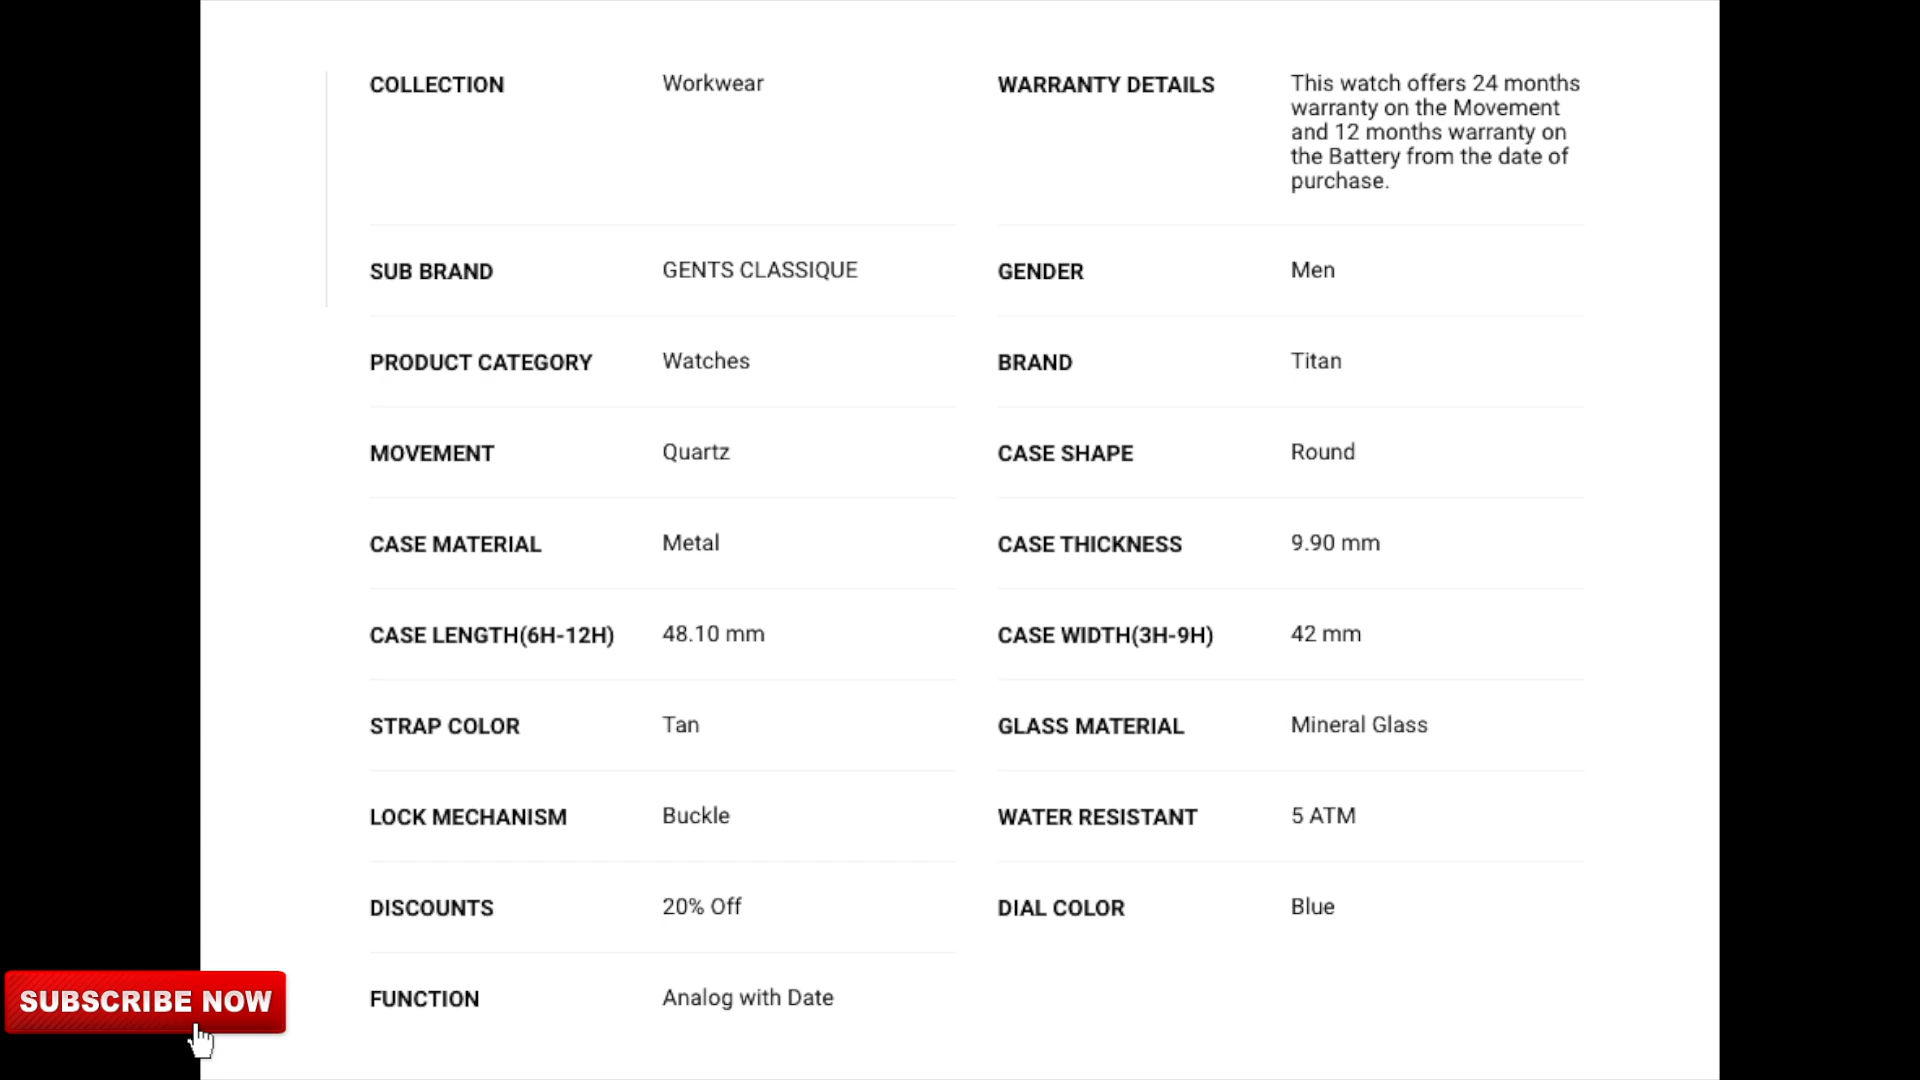 COLLECTION Workwear WARRANTY DETAILS This watch offers 24 months
warranty on the Movement
and 12 months warranty on
the Battery from the date of
purchase.
SUB BRAND GENTS CLASSIQUE GENDER Men
PRODUCT CATEGORY Watches BRAND Titan
MOVEMENT Quartz CASE SHAPE Round
CASE MATERIAL Metal CASE THICKNESS 9.90 mm
CASE LENGTH(6H-12H) 48.10 mm CASE WIDTH(3H-9H) 42 mm
STRAP COLOR Tan GLASS MATERIAL Mineral Glass
LOCK MECHANISM Buckle WATER RESISTANT 5 ATM
DISCOUNTS 20% Off DIAL COLOR Blue
FUNCTION Analog with Date
SUBSCRIBE NOW